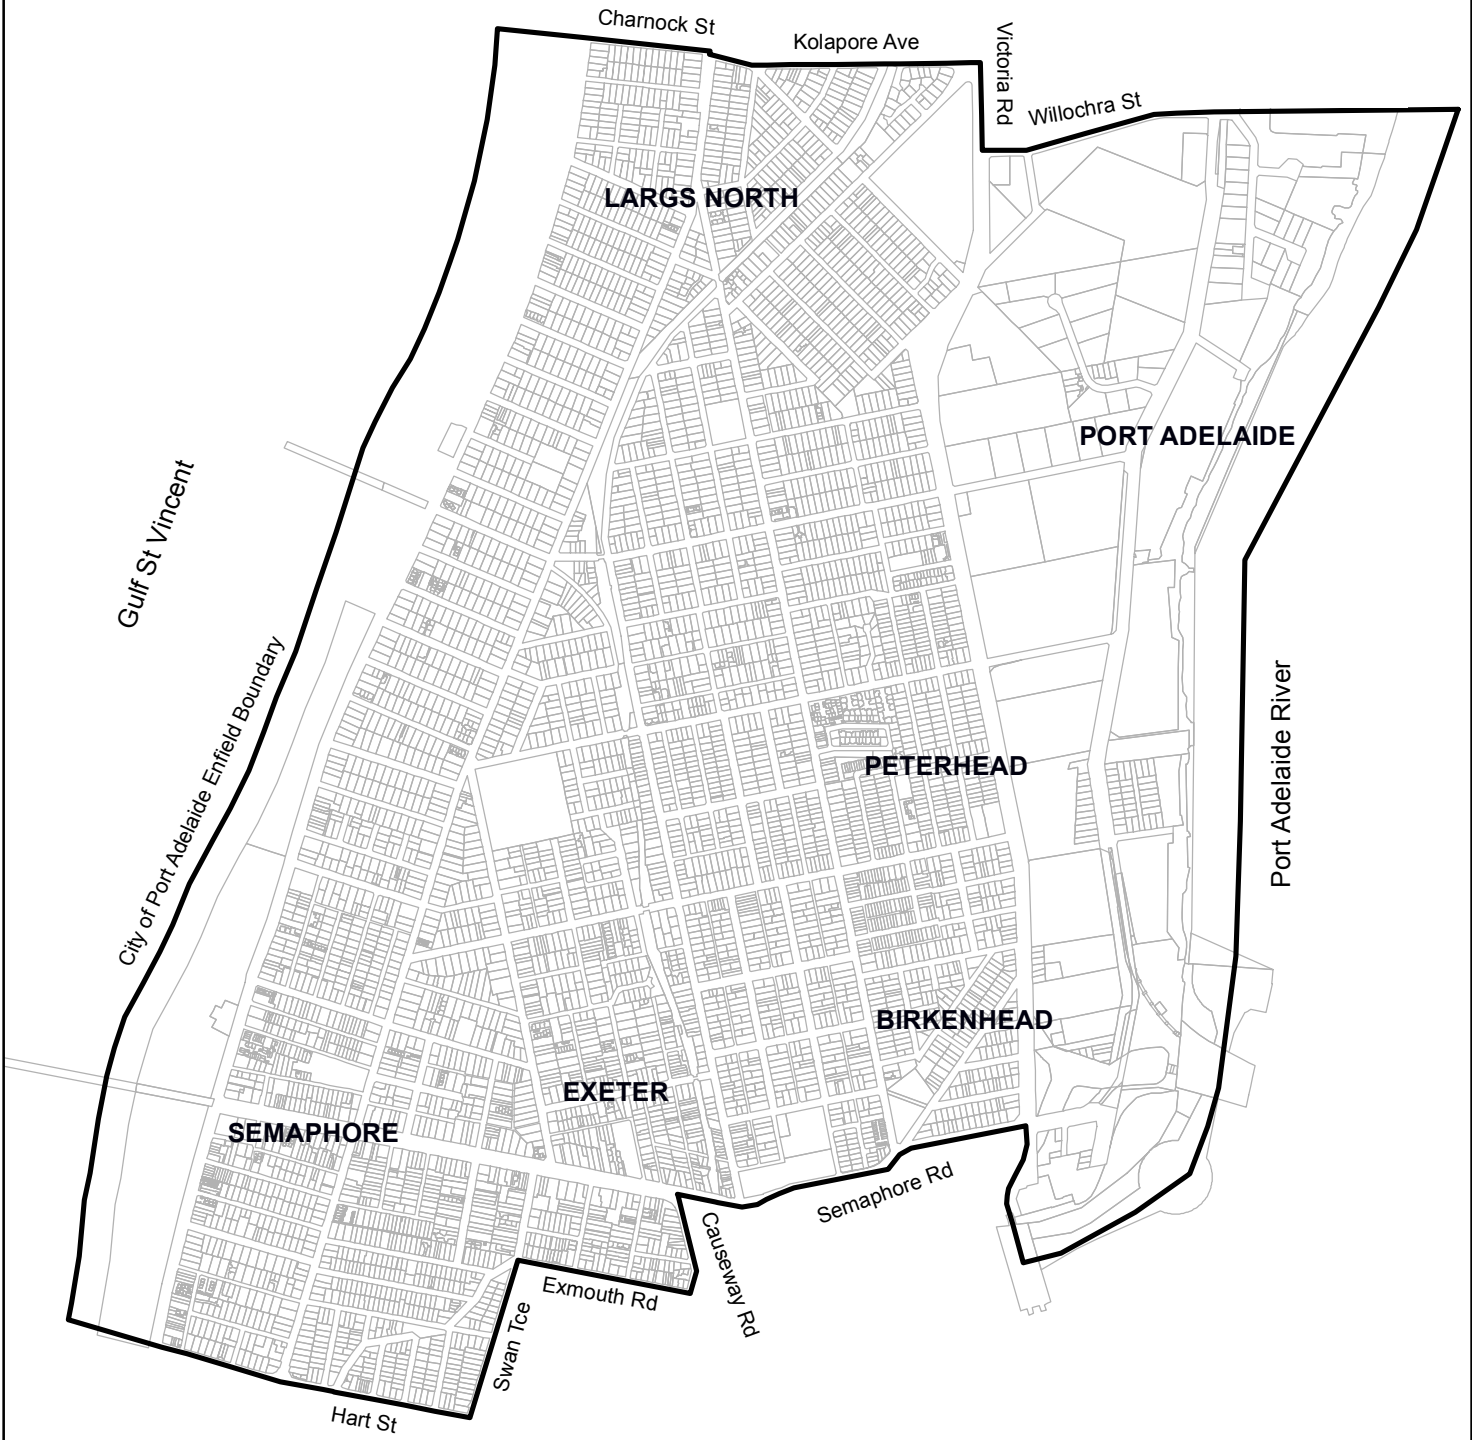 Charnock St
Kolapore Ave
Victoria Rd
Willochra St
LARGS NORTH
PORT ADELAIDE
Gulf St Vincent
City of Port Adelaide Enfield Boundary
Port Adelaide River
PETERHEAD
BIRKENHEAD
EXETER
SEMAPHORE
Semaphore Rd
Causeway Rd
Exmouth Rd
Swan Tce
Hart St